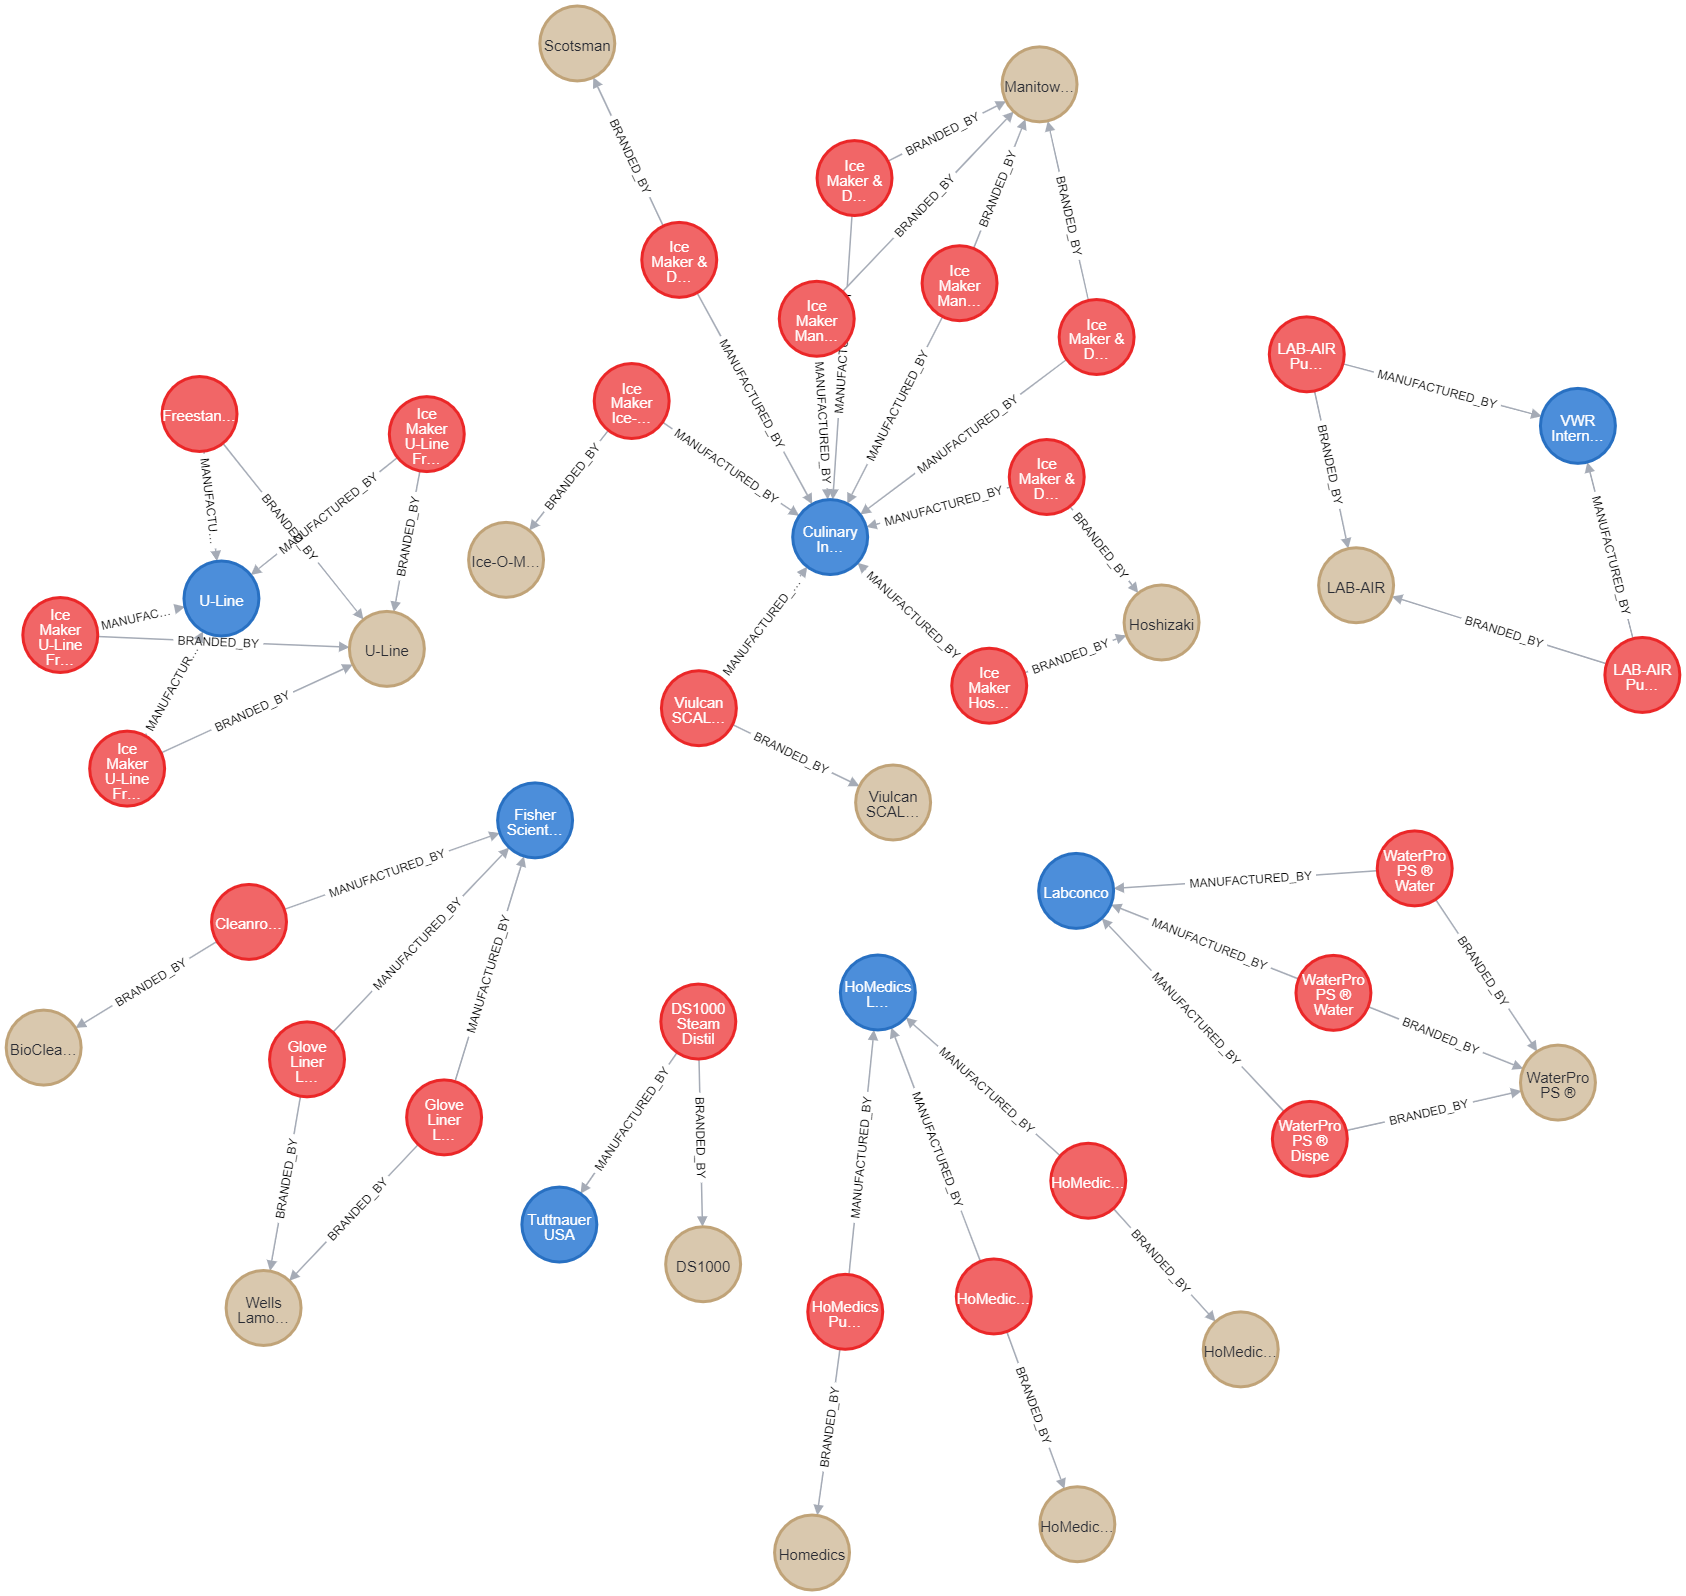 Scotsman
Manitow…
BRANDED_BY
BRANDED_BY
Ice
Maker &
D…
BRANDED_BY
BRANDED_BY
BRANDED_BY
Ice
Maker &
D…
Ice
Maker
Man…
Ice
Maker
Man…
Ice
Maker &
D…
MANUFACTURED_BY
MANUFACTU
MANUFACTURED_BY
MANUFACTURED_BY
MANUFACTURED_BY
Ice
Maker
Ice-…
MANUFACTURED_BY
BRANDED_BY
Ice-O-M…
Culinary
In…
MANUFACTURED_BY
Ice
Maker &
D…
BRANDED_BY
Hoshizaki
MANUFACTURED_BY
Ice
Maker
Hos…
BRANDED_BY
MANUFACTURED_…
Viulcan
SCAL…
BRANDED_BY
Viulcan
SCAL…
LAB-AIR
Pu…
MANUFACTURED_BY
VWR
Intern…
BRANDED_BY
MANUFACTURED_BY
LAB-AIR
BRANDED_BY
LAB-AIR
Pu…
Freestan…
Ice
Maker
U-Line
Fr…
MANUFACTU…
BRANDED_BY
MANUFACTURED_BY
BRANDED_BY
U-Line
Ice
Maker
U-Line
Fr…
MANUFAC…
BRANDED_BY
U-Line
MANUFACTUR…
BRANDED_BY
Ice
Maker
U-Line
Fr…
Fisher
Scient…
MANUFACTURED_BY
Cleanro…
BRANDED_BY
BioClea…
MANUFACTURED_BY
MANUFACTURED_BY
Glove
Liner
L…
Glove
Liner
L…
BRANDED_BY
BRANDED_BY
Wells
Lamo…
DS1000
Steam
Distil
MANUFACTURED_BY
BRANDED_BY
Tuttnauer
USA
DS1000
HoMedics
L…
MANUFACTURED_BY
MANUFACTURED_BY
MANUFACTURED_BY
HoMedic…
BRANDED_BY
HoMedic…
HoMedics
Pu…
HoMedic…
BRANDED_BY
BRANDED_BY
HoMedic…
Homedics
Labconco
MANUFACTURED_BY
WaterPro
PS ®
Water
MANUFACTURED_BY
WaterPro
PS ®
Water
BRANDED_BY
BRANDED_BY
MANUFACTURED_BY
WaterPro
PS ®
Dispe
BRANDED_BY
WaterPro
PS ®